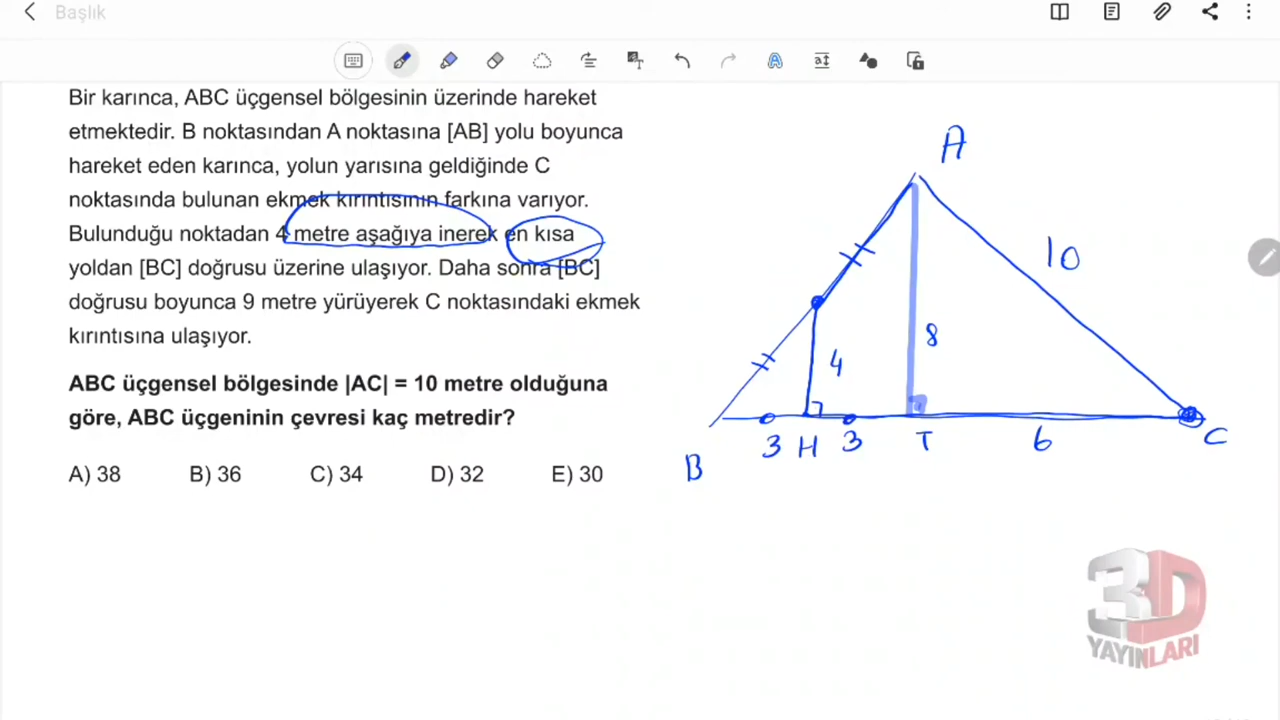 Başlık
Bir karınca, ABC üçgensel bölgesinin üzerinde hareket
etmektedir. B noktasından A noktasına [AB] yolu boyunca
hareket eden karınca, yolun yarısına geldiğinde C
noktasında bulunan ekmek kırıntısının farkına varıyor.
Bulunduğu noktadan 4 metre aşağıya inerek en kısa
yoldan [BC] doğrusu üzerine ulaşıyor. Daha sonra [BC]
doğrusu boyunca 9 metre yürüyerek C noktasındaki ekmek
kırıntısına ulaşıyor.
ABC üçgensel bölgesinde |AC| = 10 metre olduğuna
göre, ABC üçgeninin çevresi kaç metredir?
A) 38 B) 36 C) 34 D) 32 E) 30
A
10
8
4
3 H 3 T 6 C
B
3D
YAYINLARI